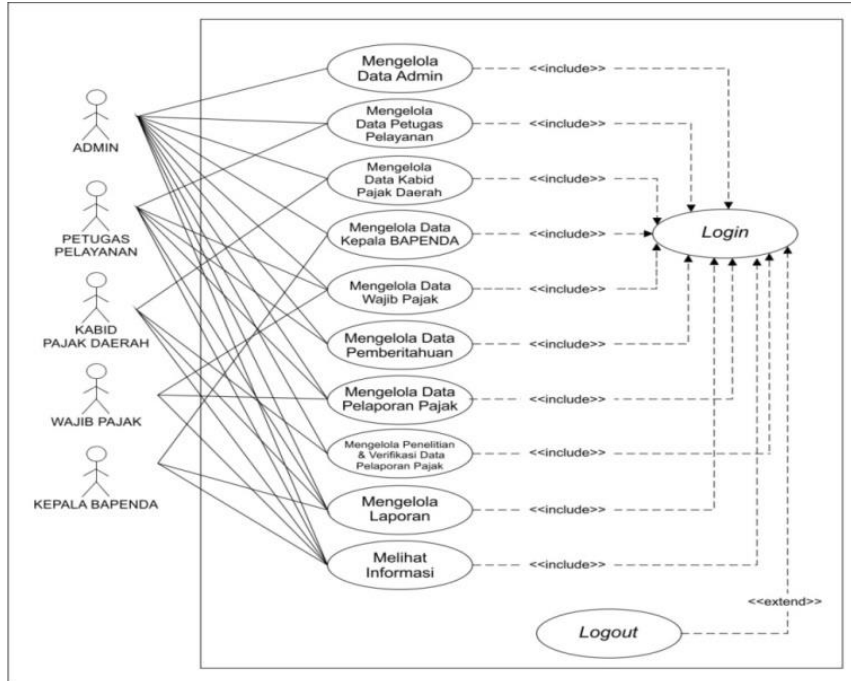 ADMIN
PETUGAS
PELAYANAN
KABID
PAJAK DAERAH
WAJIB PAJAK
KEPALA BAPENDA
Mengelola
Data Admin
<<include>>
Mengelola
Data Petugas
Pelayanan
<<include>>
Mengelola
Data Kabid
Pajak Daerah
<<include>>
Mengelola Data
Kepala BAPENDA
<<include>>
Mengelola Data
Wajib Pajak
<<include>>
Mengelola Data
Pemberitahuan
<<include>>
Mengelola Data
Pelaporan Pajak
<<include>>
Mengelola Penelitian
& Verifikasi Data
Pelaporan Pajak
<<include>>
Mengelola
Laporan
<<include>>
Melihat
Informasi
<<include>>
Login
<<extend>>
Logout